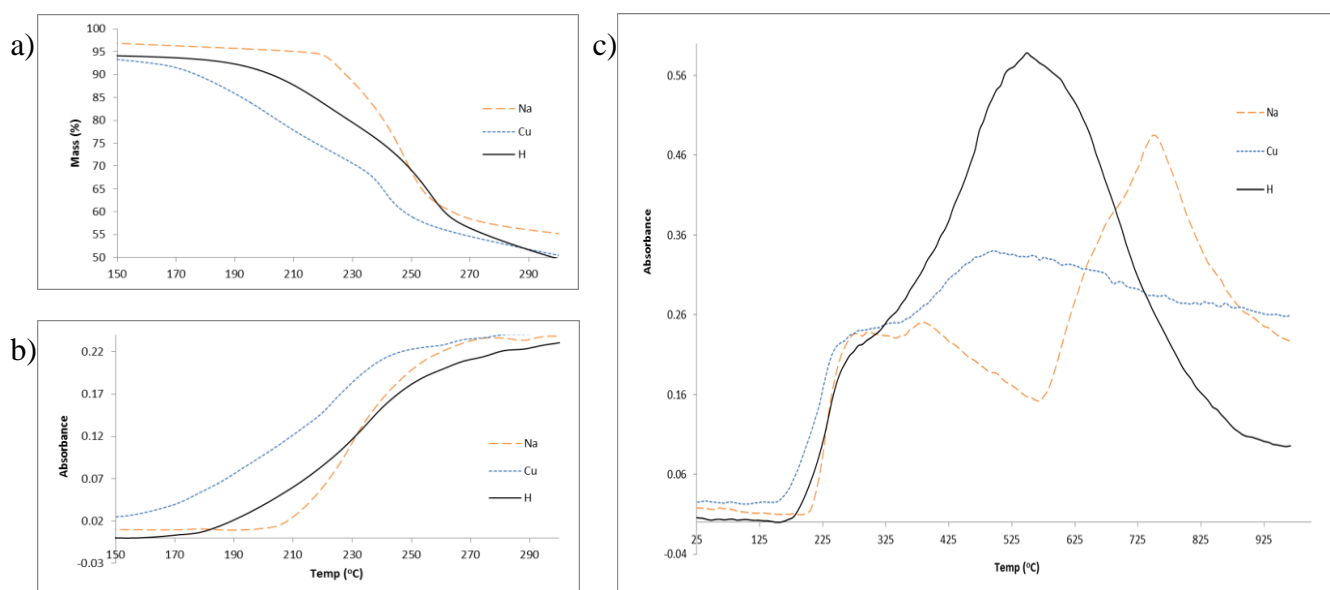 a)
100
95
90
85
80
75
70
65
60
55
50
Mass (%)
150 170 190 210 230 250 270 290
Na
Cu
H
b)
0.22
0.17
0.12
0.07
0.02
-0.03
Absorbance
150 170 190 210 230 250 270 290
Temp (°C)
Na
Cu
H
c)
0.56
0.46
0.36
0.26
0.16
0.06
-0.04
Absorbance
25 125 225 325 425 525 625 725 825 925
Temp (°C)
Na
Cu
H